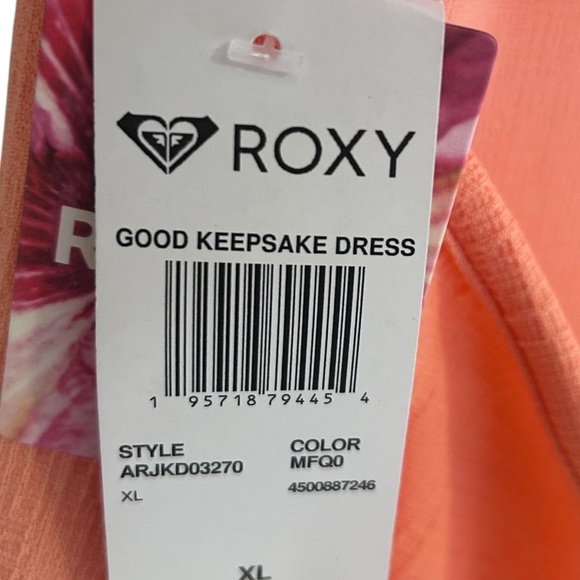 ROXY
R
GOOD KEEPSAKE DRESS
1 95718 79445 4
STYLE COLOR
ARJKD03270 MFQ0
XL 4500887246
XL